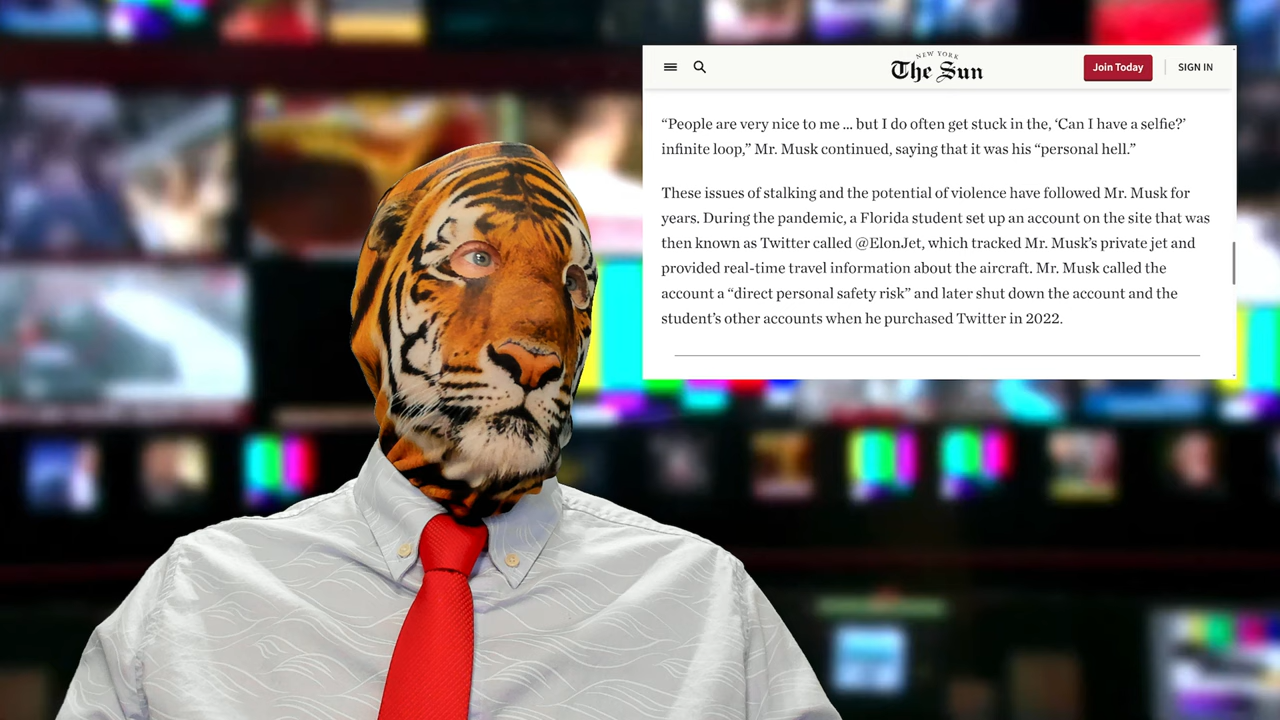 NEW YORK
The Sun
Join Today
SIGN IN
“People are very nice to me ... but I do often get stuck in the, ‘Can I have a selfie?’
infinite loop,” Mr. Musk continued, saying that it was his “personal hell.”
These issues of stalking and the potential of violence have followed Mr. Musk for
years. During the pandemic, a Florida student set up an account on the site that was
then known as Twitter called @ElonJet, which tracked Mr. Musk’s private jet and
provided real-time travel information about the aircraft. Mr. Musk called the
account a “direct personal safety risk” and later shut down the account and the
student’s other accounts when he purchased Twitter in 2022.